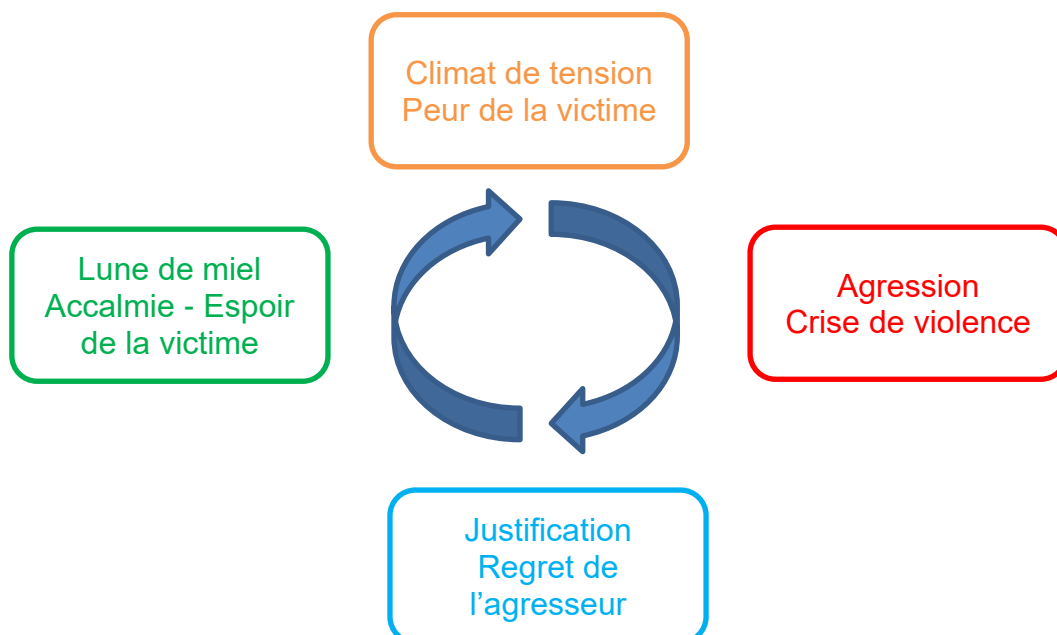 Climat de tension
Peur de la victime
Lune de miel
Accalmie - Espoir
de la victime
Agression
Crise de violence
Justification
Regret de
l’agresseur